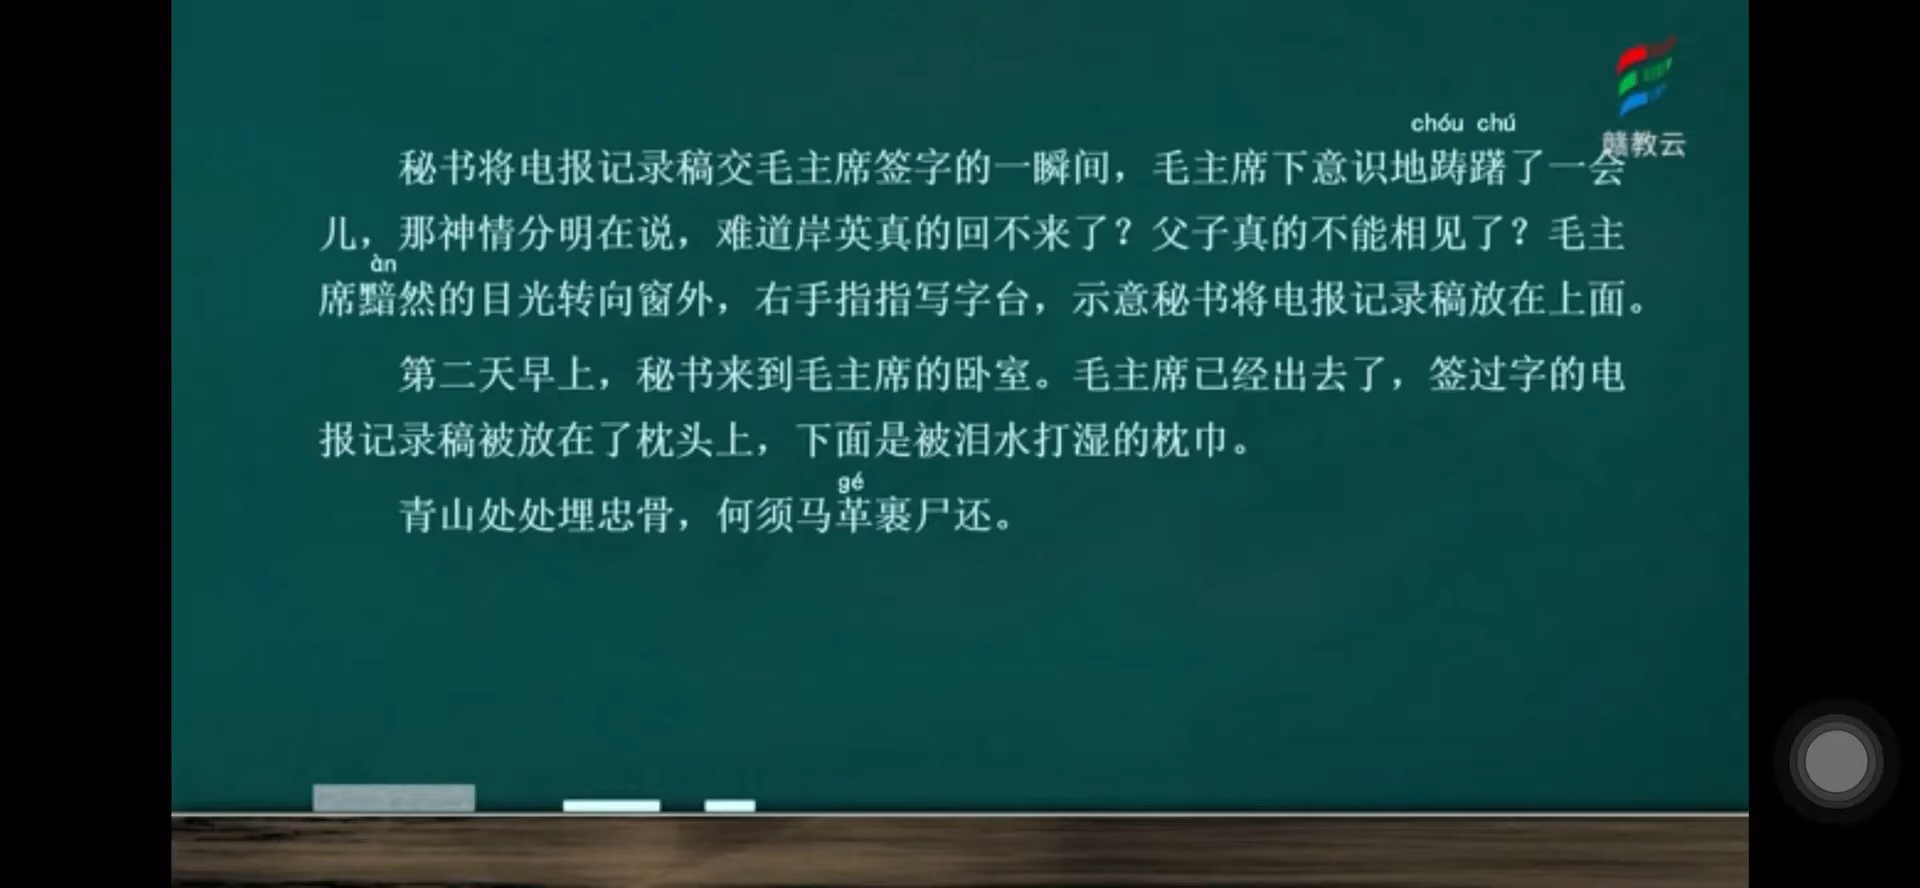 chóu chú
赣教云
秘书将电报记录稿交毛主席签字的一瞬间，毛主席下意识地踌躇了一会
儿，那神情分明在说，难道岸英真的回不来了？父子真的不能相见了？毛主
àn
席黯然的目光转向窗外，右手指指写字台，示意秘书将电报记录稿放在上面。
第二天早上，秘书来到毛主席的卧室。毛主席已经出去了，签过字的电
报记录稿被放在了枕头上，下面是被泪水打湿的枕巾。
gé
青山处处埋忠骨，何须马革裹尸还。